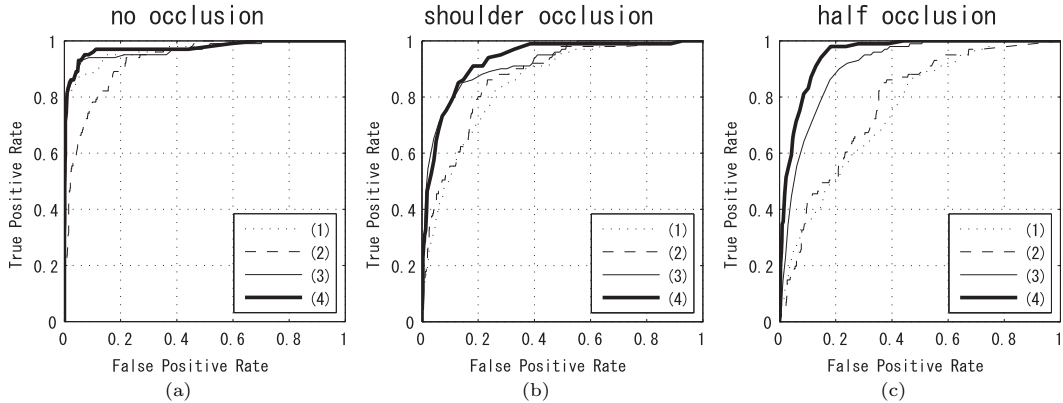 no occlusion
True Positive Rate
1
0.8
0.6
0.4
0.2
0
0 0.2 0.4 0.6 0.8 1
False Positive Rate
(1)
(2)
(3)
(4)
(a)
shoulder occlusion
True Positive Rate
1
0.8
0.6
0.4
0.2
0
0 0.2 0.4 0.6 0.8 1
False Positive Rate
(1)
(2)
(3)
(4)
(b)
half occlusion
True Positive Rate
1
0.8
0.6
0.4
0.2
0
0 0.2 0.4 0.6 0.8 1
False Positive Rate
(1)
(2)
(3)
(4)
(c)